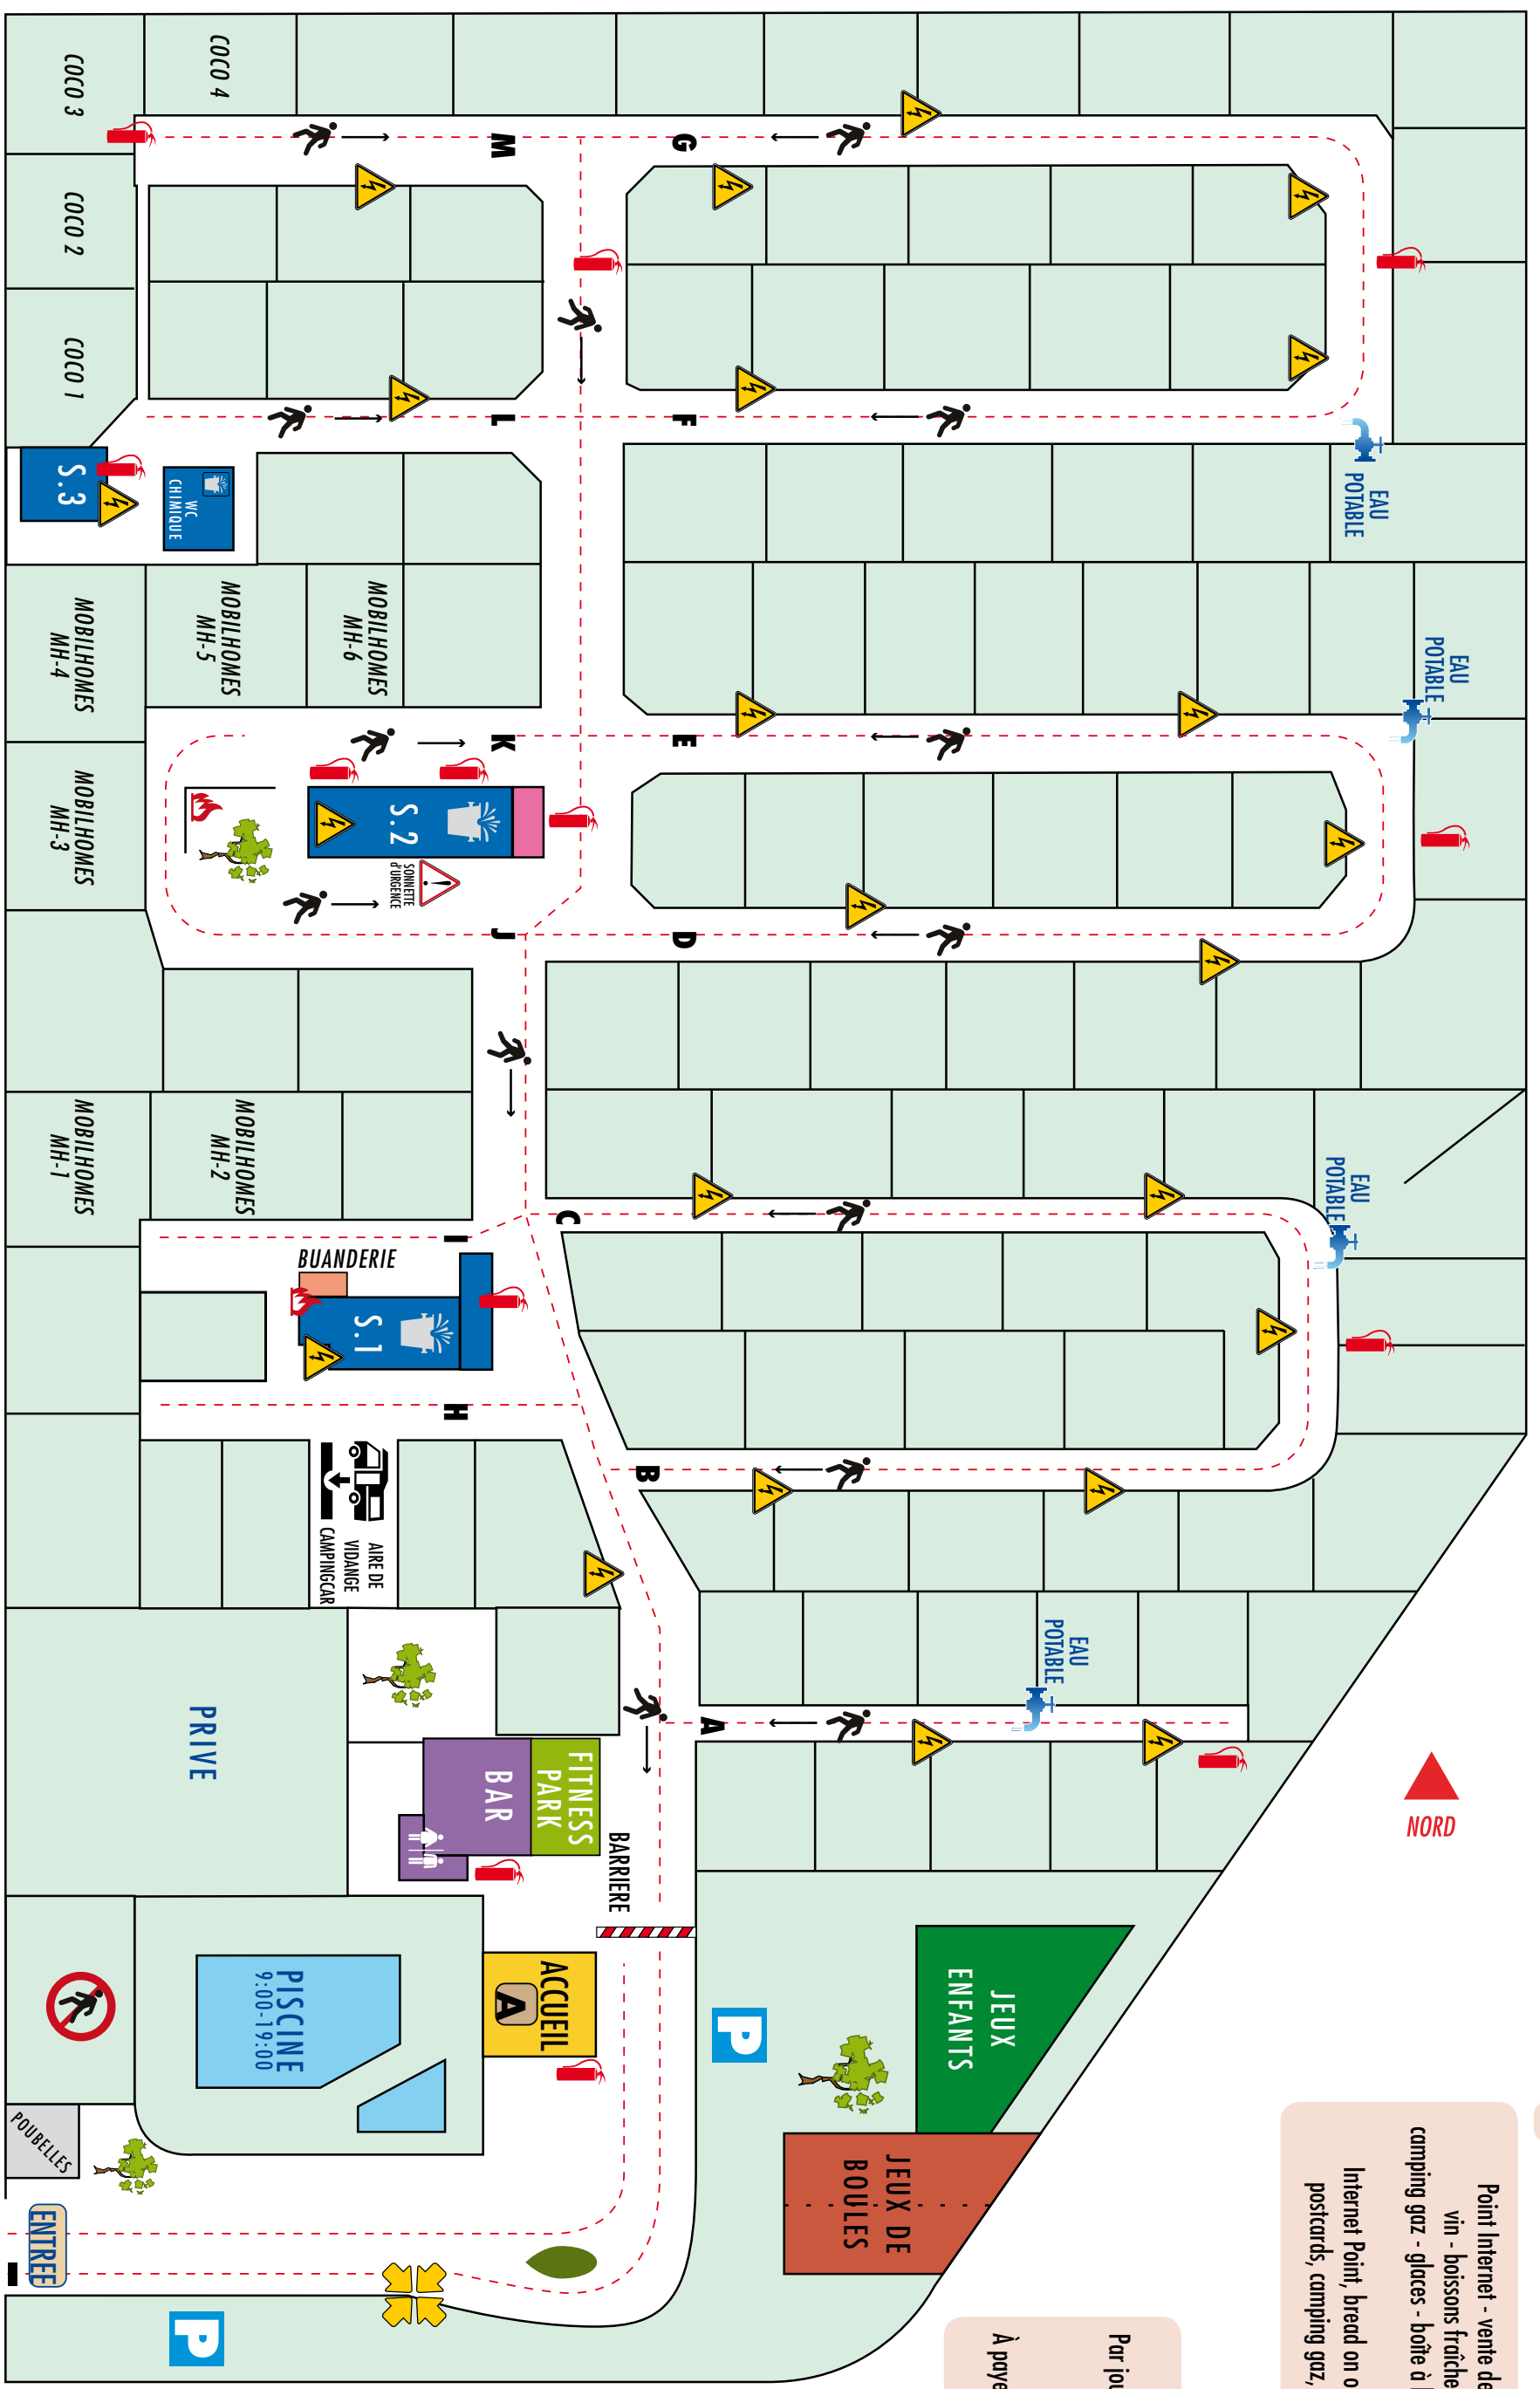 COCO 3
COCO 4
COCO 2
COCO 1
M
G
L
F
S.3
WC
CHIMIQUE
EAU
POTABLE
MOBILHOMES
MH-4
MOBILHOMES
MH-5
MOBILHOMES
MH-6
EAU
POTABLE
K
E
MOBILHOMES
MH-3
S.2
SONNETTE
d'URGENCE
J
D
MOBILHOMES
MH-1
MOBILHOMES
MH-2
EAU
POTABLE
I
C
BUANDERIE
S.1
H
B
AIRE DE
VIDANGE
CAMPINGCAR
EAU
POTABLE
A
PRIVE
FITNESS
PARK
BAR
BARRIERE
NORD
PISCINE
9:00-19:00
ACCUEIL
A
P
JEUX
ENFANTS
JEUX DE
BOULES
POUBELLES
ENTREE
P
Point Internet - vente de
vin - boissons fraîche
camping gaz - glaces - boîte à
Internet Point, bread on o
postcards, camping gaz,
Par jou
À paye